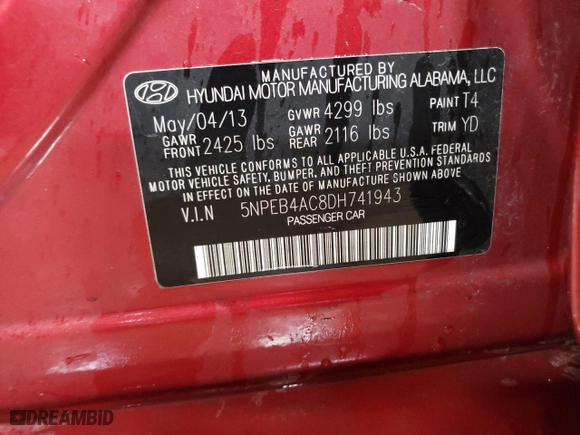 MANUFACTURED BY
HYUNDAI MOTOR MANUFACTURING ALABAMA, LLC
May/04/13 GVWR 4299 lbs PAINT T4
GAWR FRONT 2425 lbs GAWR REAR 2116 lbs TRIM YD
THIS VEHICLE CONFORMS TO ALL APPLICABLE U.S.A. FEDERAL
MOTOR VEHICLE SAFETY, BUMPER, AND THEFT PREVENTION STANDARDS
IN EFFECT ON THE DATE OF MANUFACTURE SHOWN ABOVE
V.I.N 5NPEB4AC8DH741943
PASSENGER CAR
DREAMBID